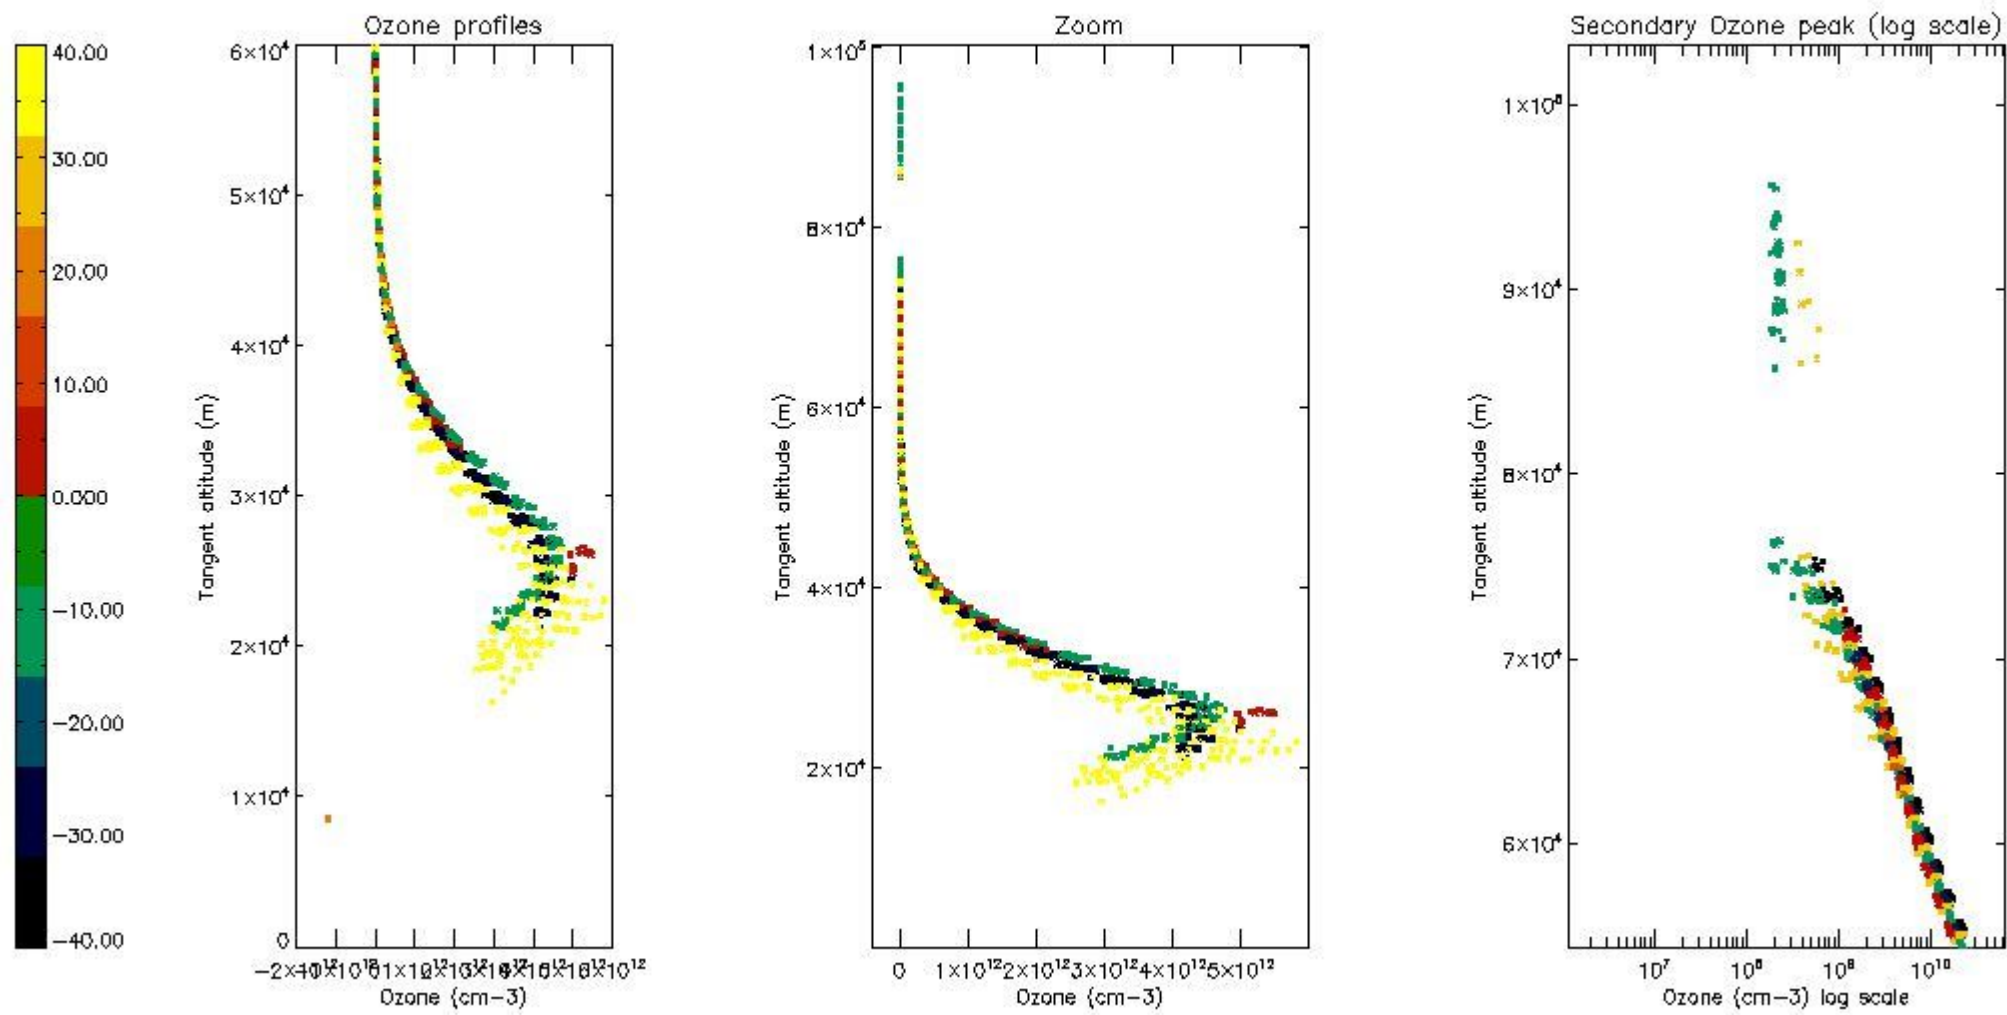 Ozone profiles
Zoom
Secondary Ozone peak (log scale)
40.00
30.00
20.00
10.00
0.000
−10.00
−20.00
−30.00
−40.00
6×10⁴
5×10⁴
4×10⁴
3×10⁴
2×10⁴
1×10⁴
0
Tangent altitude (m)
Ozone (cm−3)
1×10⁵
8×10⁴
6×10⁴
4×10⁴
2×10⁴
Tangent altitude (m)
0 1×10¹² 2×10¹² 3×10¹² 4×10¹² 5×10¹²
Ozone (cm−3)
9×10⁴
8×10⁴
7×10⁴
6×10⁴
Tangent altitude (m)
10⁷ 10⁸ 10⁹ 10¹⁰
Ozone (cm−3) log scale